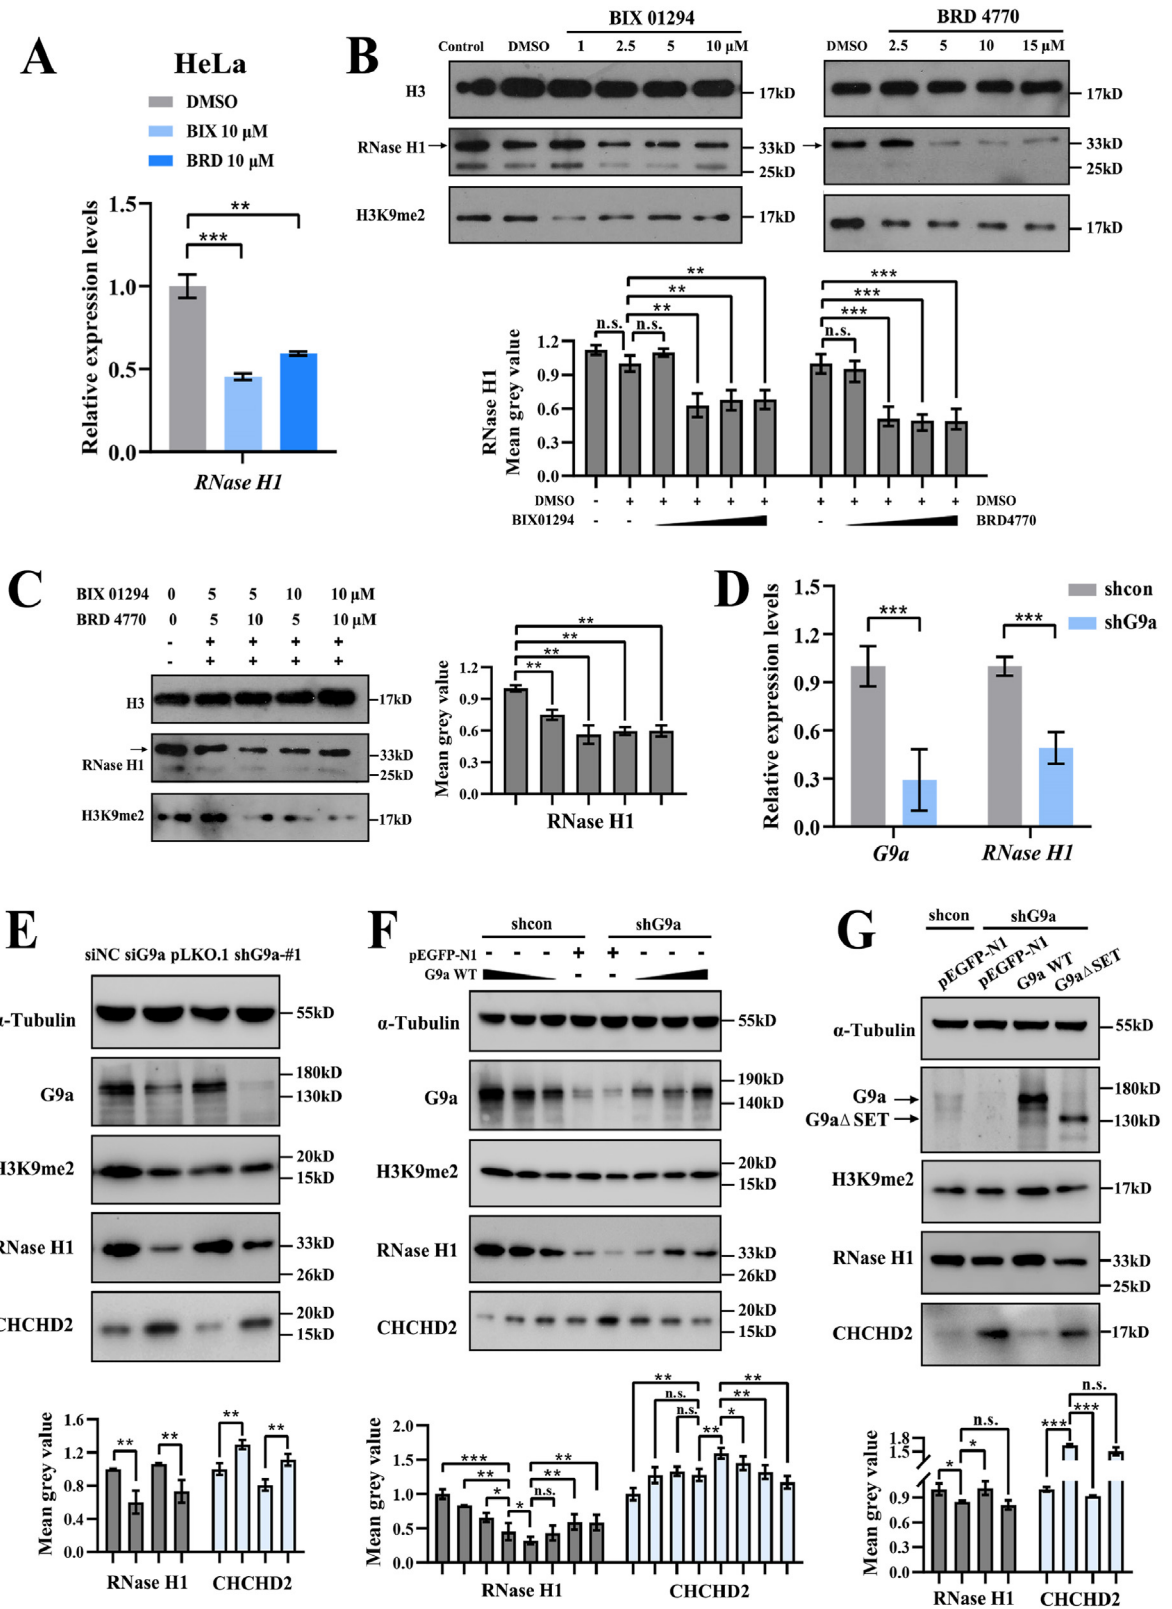 A
HeLa
DMSO
BIX 10 μM
BRD 10 μM
Relative expression levels
1.5
1.0
0.5
0.0
***
**
RNase H1
B
BIX 01294
BRD 4770
Control DMSO 1 2.5 5 10 μM
DMSO 2.5 5 10 15 μM
H3
17kD
17kD
RNase H1
33kD
25kD
33kD
25kD
H3K9me2
17kD
17kD
RNase H1
Mean grey value
1.2
0.9
0.6
0.3
0.0
n.s. n.s. ** ** **
n.s. *** *** ***
DMSO - + + + + + + + + + + DMSO
BIX01294 - - - BRD4770
C
BIX 01294 0 5 5 10 10 μM
BRD 4770 0 5 10 5 10 μM
- + + + +
- + + + +
H3
17kD
RNase H1
33kD
25kD
H3K9me2
17kD
Mean grey value
1.2
0.9
0.6
0.3
0.0
** ** ** **
RNase H1
D
shcon
shG9a
Relative expression levels
1.5
1.2
0.9
0.6
0.3
0.0
*** ***
G9a RNase H1
E
siNC siG9a pLKO.1 shG9a-#1
α-Tubulin
55kD
G9a
180kD
130kD
H3K9me2
20kD
15kD
RNase H1
33kD
26kD
CHCHD2
20kD
15kD
Mean grey value
1.6
1.2
0.8
0.4
0.0
** ** ** **
RNase H1 CHCHD2
F
shcon shG9a
pEGFP-N1 - - - + + - - -
G9a WT - -
α-Tubulin
55kD
G9a
190kD
140kD
H3K9me2
20kD
15kD
RNase H1
33kD
26kD
CHCHD2
20kD
15kD
Mean grey value
2.0
1.5
1.0
0.5
0.0
*** ** * * n.s. ** **
** n.s. n.s. ** * ** **
RNase H1 CHCHD2
G
shcon shG9a
pEGFP-N1 pEGFP-N1 G9a WT G9aΔSET
α-Tubulin
55kD
G9a
G9aΔ SET
180kD
130kD
H3K9me2
17kD
RNase H1
33kD
25kD
CHCHD2
17kD
Mean grey value
1.8
1.5
0.9
0.6
0.3
0.0
* * n.s.
*** *** n.s.
RNase H1 CHCHD2